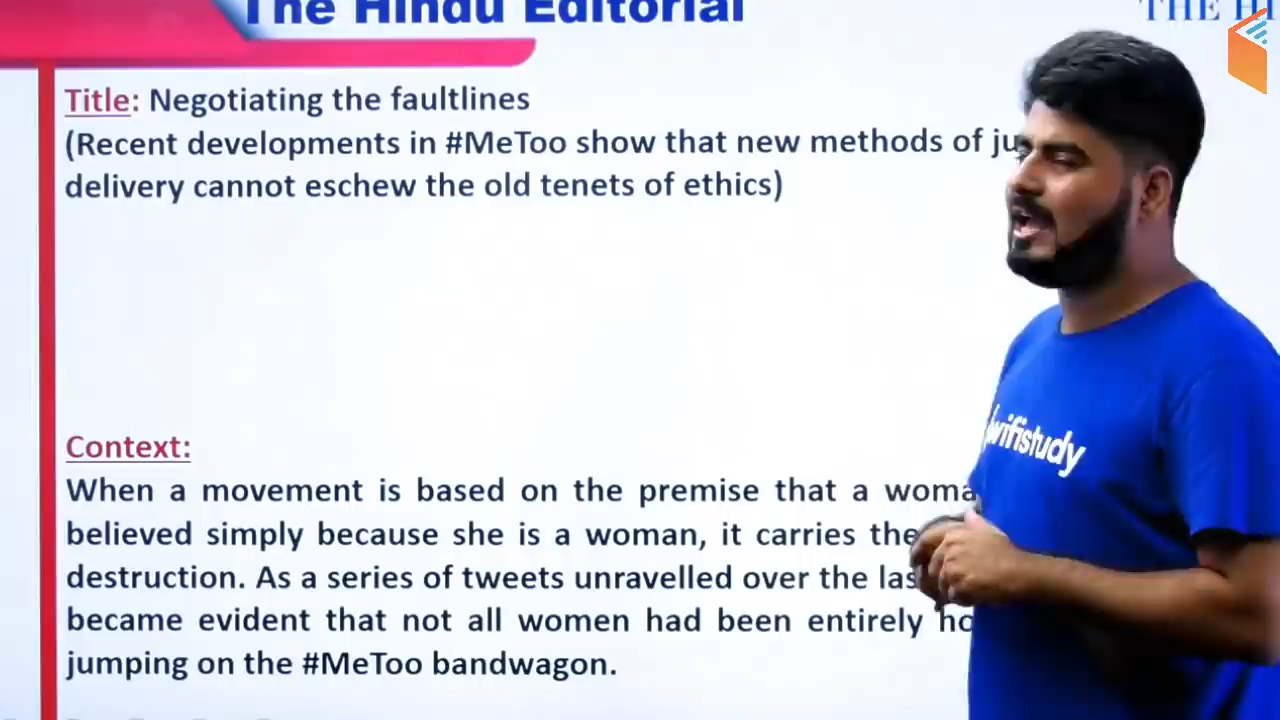 The Hindu Editorial
THE HI
Title: Negotiating the faultlines
(Recent developments in #MeToo show that new methods of ju
delivery cannot eschew the old tenets of ethics)
Context:
When a movement is based on the premise that a woma
believed simply because she is a woman, it carries the
destruction. As a series of tweets unravelled over the las
became evident that not all women had been entirely ho
jumping on the #MeToo bandwagon.
wifistudy